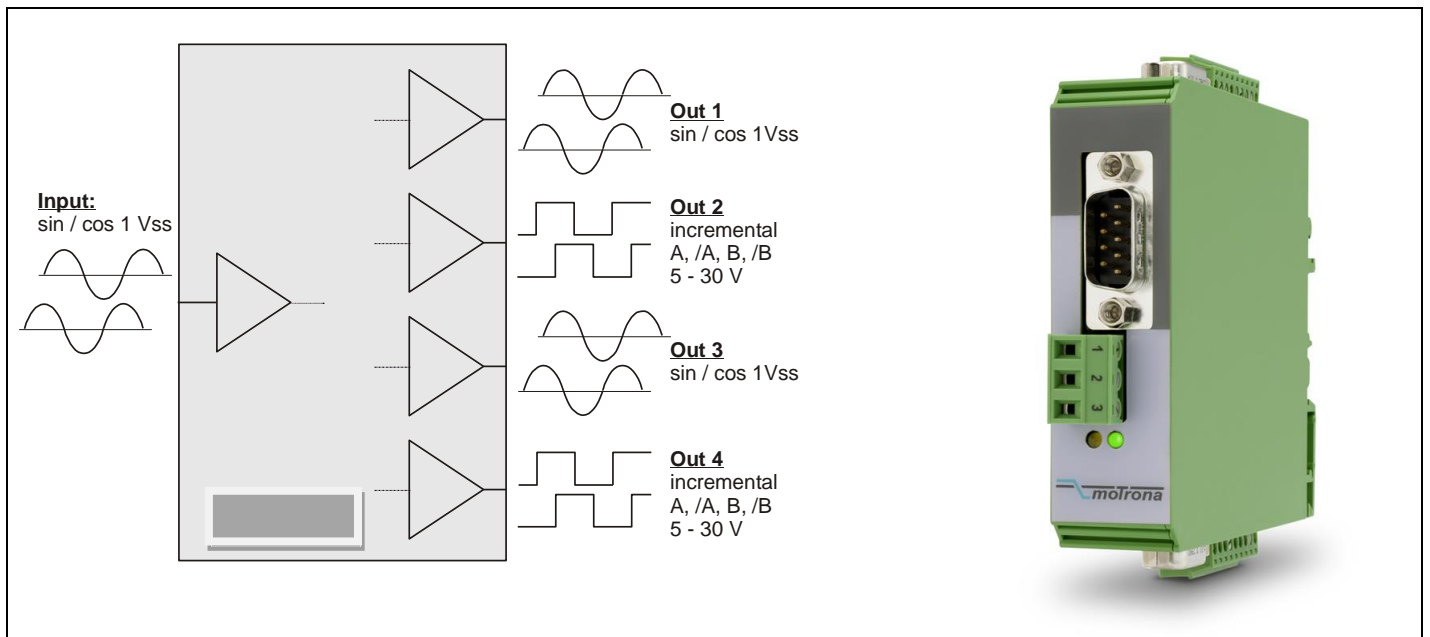 Input:
sin / cos 1 Vss
Out 1
sin / cos 1Vss
Out 2
incremental
A, /A, B, /B
5 - 30 V
Out 3
sin / cos 1Vss
Out 4
incremental
A, /A, B, /B
5 - 30 V
1
2
3
motrona